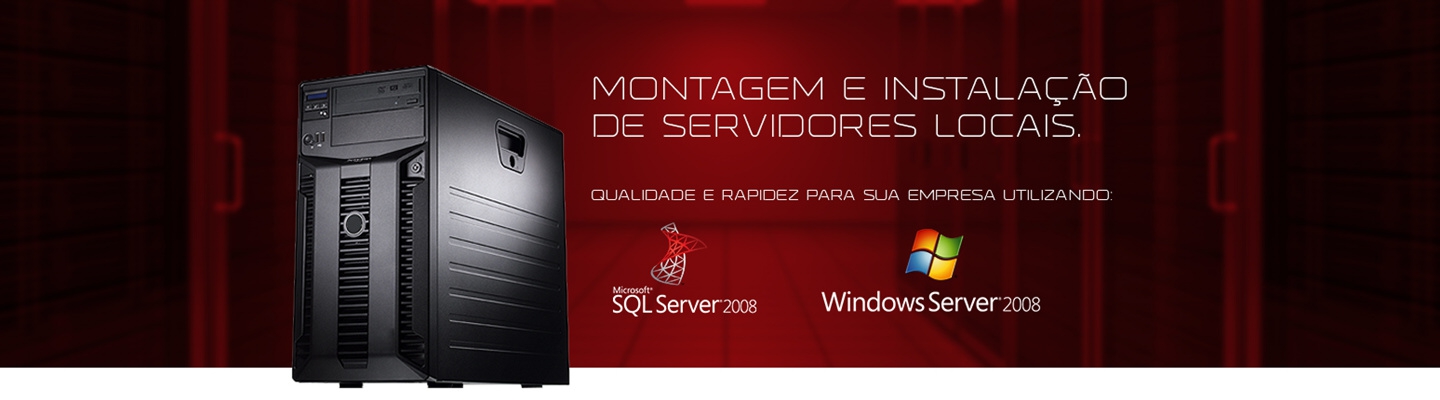 MONTAGEM E INSTALAÇÃO
DE SERVIDORES LOCAIS.
QUALIDADE E RAPIDEZ PARA SUA EMPRESA UTILIZANDO:
Microsoft®
SQL Server® 2008
Windows Server® 2008